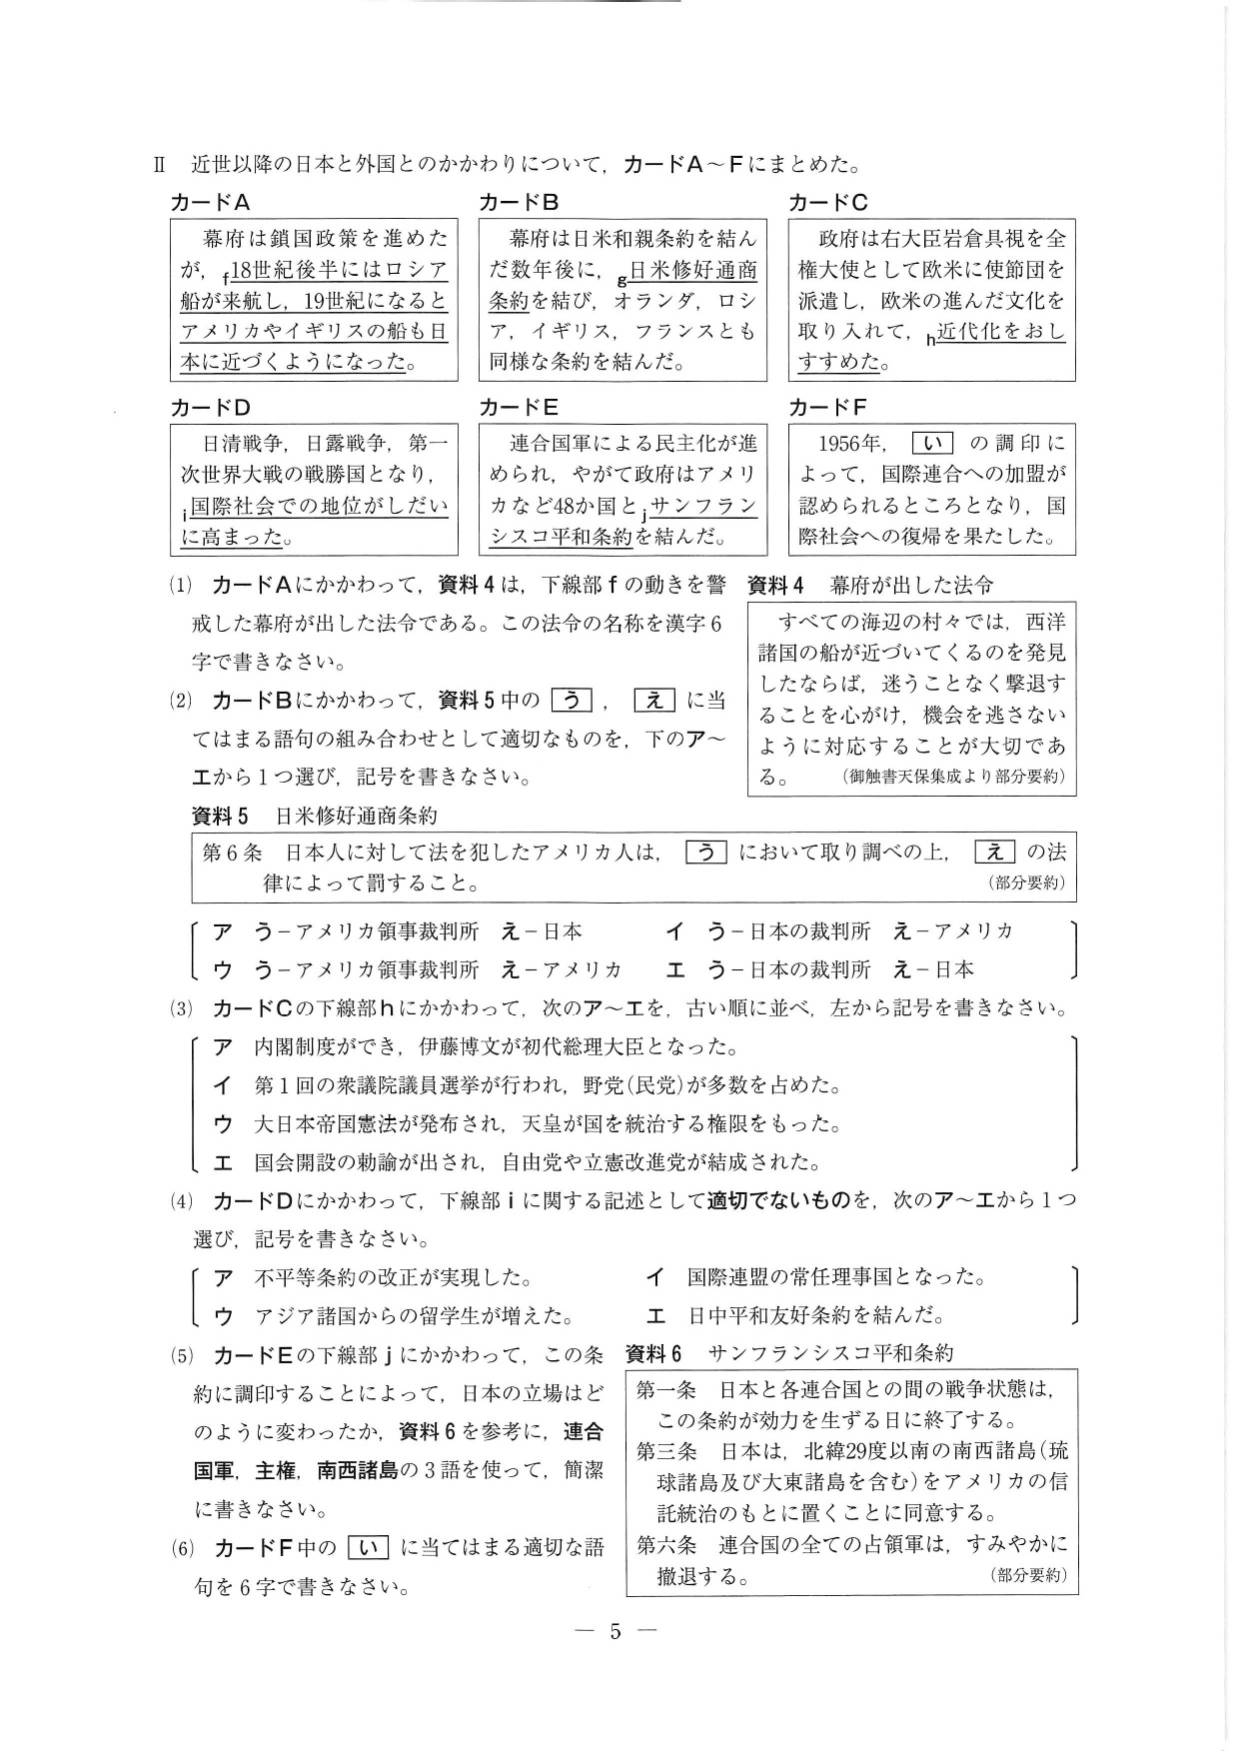 Ⅱ 近世以降の日本と外国とのかかわりについて，カードA～Fにまとめた。
カードA
幕府は鎖国政策を進めた
が，f18世紀後半にはロシア
船が来航し，19世紀になると
アメリカやイギリスの船も日
本に近づくようになった。
カードB
幕府は日米和親条約を結ん
だ数年後に，g日米修好通商
条約を結び，オランダ，ロシ
ア，イギリス，フランスとも
同様な条約を結んだ。
カードC
政府は右大臣岩倉具視を全
権大使として欧米に使節団を
派遣し，欧米の進んだ文化を
取り入れて，h近代化をおし
すすめた。
カードD
日清戦争，日露戦争，第一
次世界大戦の戦勝国となり，
i国際社会での地位がしだい
に高まった。
カードE
連合国軍による民主化が進
められ，やがて政府はアメリ
カなど48か国とjサンフラン
シスコ平和条約を結んだ。
カードF
1956年，い の調印に
よって，国際連合への加盟が
認められるところとなり，国
際社会への復帰を果たした。
(1) カードAにかかわって，資料4は，下線部fの動きを警
戒した幕府が出した法令である。この法令の名称を漢字6
字で書きなさい。
資料4 幕府が出した法令
すべての海辺の村々では，西洋
諸国の船が近づいてくるのを発見
したならば，迷うことなく撃退す
ることを心がけ，機会を逃さない
ように対応することが大切であ
る。 （御触書天保集成より部分要約）
(2) カードBにかかわって，資料5中の う ， え に当
てはまる語句の組み合わせとして適切なものを，下のア～
エから1つ選び，記号を書きなさい。
資料5 日米修好通商条約
第6条 日本人に対して法を犯したアメリカ人は， う において取り調べの上， え の法
律によって罰すること。 （部分要約）
ア う－アメリカ領事裁判所 え－日本 イ う－日本の裁判所 え－アメリカ
ウ う－アメリカ領事裁判所 え－アメリカ エ う－日本の裁判所 え－日本
(3) カードCの下線部hにかかわって，次のア～エを，古い順に並べ，左から記号を書きなさい。
ア 内閣制度ができ，伊藤博文が初代総理大臣となった。
イ 第1回の衆議院議員選挙が行われ，野党（民党）が多数を占めた。
ウ 大日本帝国憲法が発布され，天皇が国を統治する権限をもった。
エ 国会開設の勅諭が出され，自由党や立憲改進党が結成された。
(4) カードDにかかわって，下線部iに関する記述として適切でないものを，次のア～エから1つ
選び，記号を書きなさい。
ア 不平等条約の改正が実現した。 イ 国際連盟の常任理事国となった。
ウ アジア諸国からの留学生が増えた。 エ 日中平和友好条約を結んだ。
(5) カードEの下線部jにかかわって，この条
約に調印することによって，日本の立場はど
のように変わったか，資料6を参考に，連合
国軍，主権，南西諸島の3語を使って，簡潔
に書きなさい。
(6) カードF中の い に当てはまる適切な語
句を6字で書きなさい。
資料6 サンフランシスコ平和条約
第一条 日本と各連合国との間の戦争状態は，
この条約が効力を生ずる日に終了する。
第三条 日本は，北緯29度以南の南西諸島（琉
球諸島及び大東諸島を含む）をアメリカの信
託統治のもとに置くことに同意する。
第六条 連合国の全ての占領軍は，すみやかに
撤退する。 （部分要約）
― 5 ―